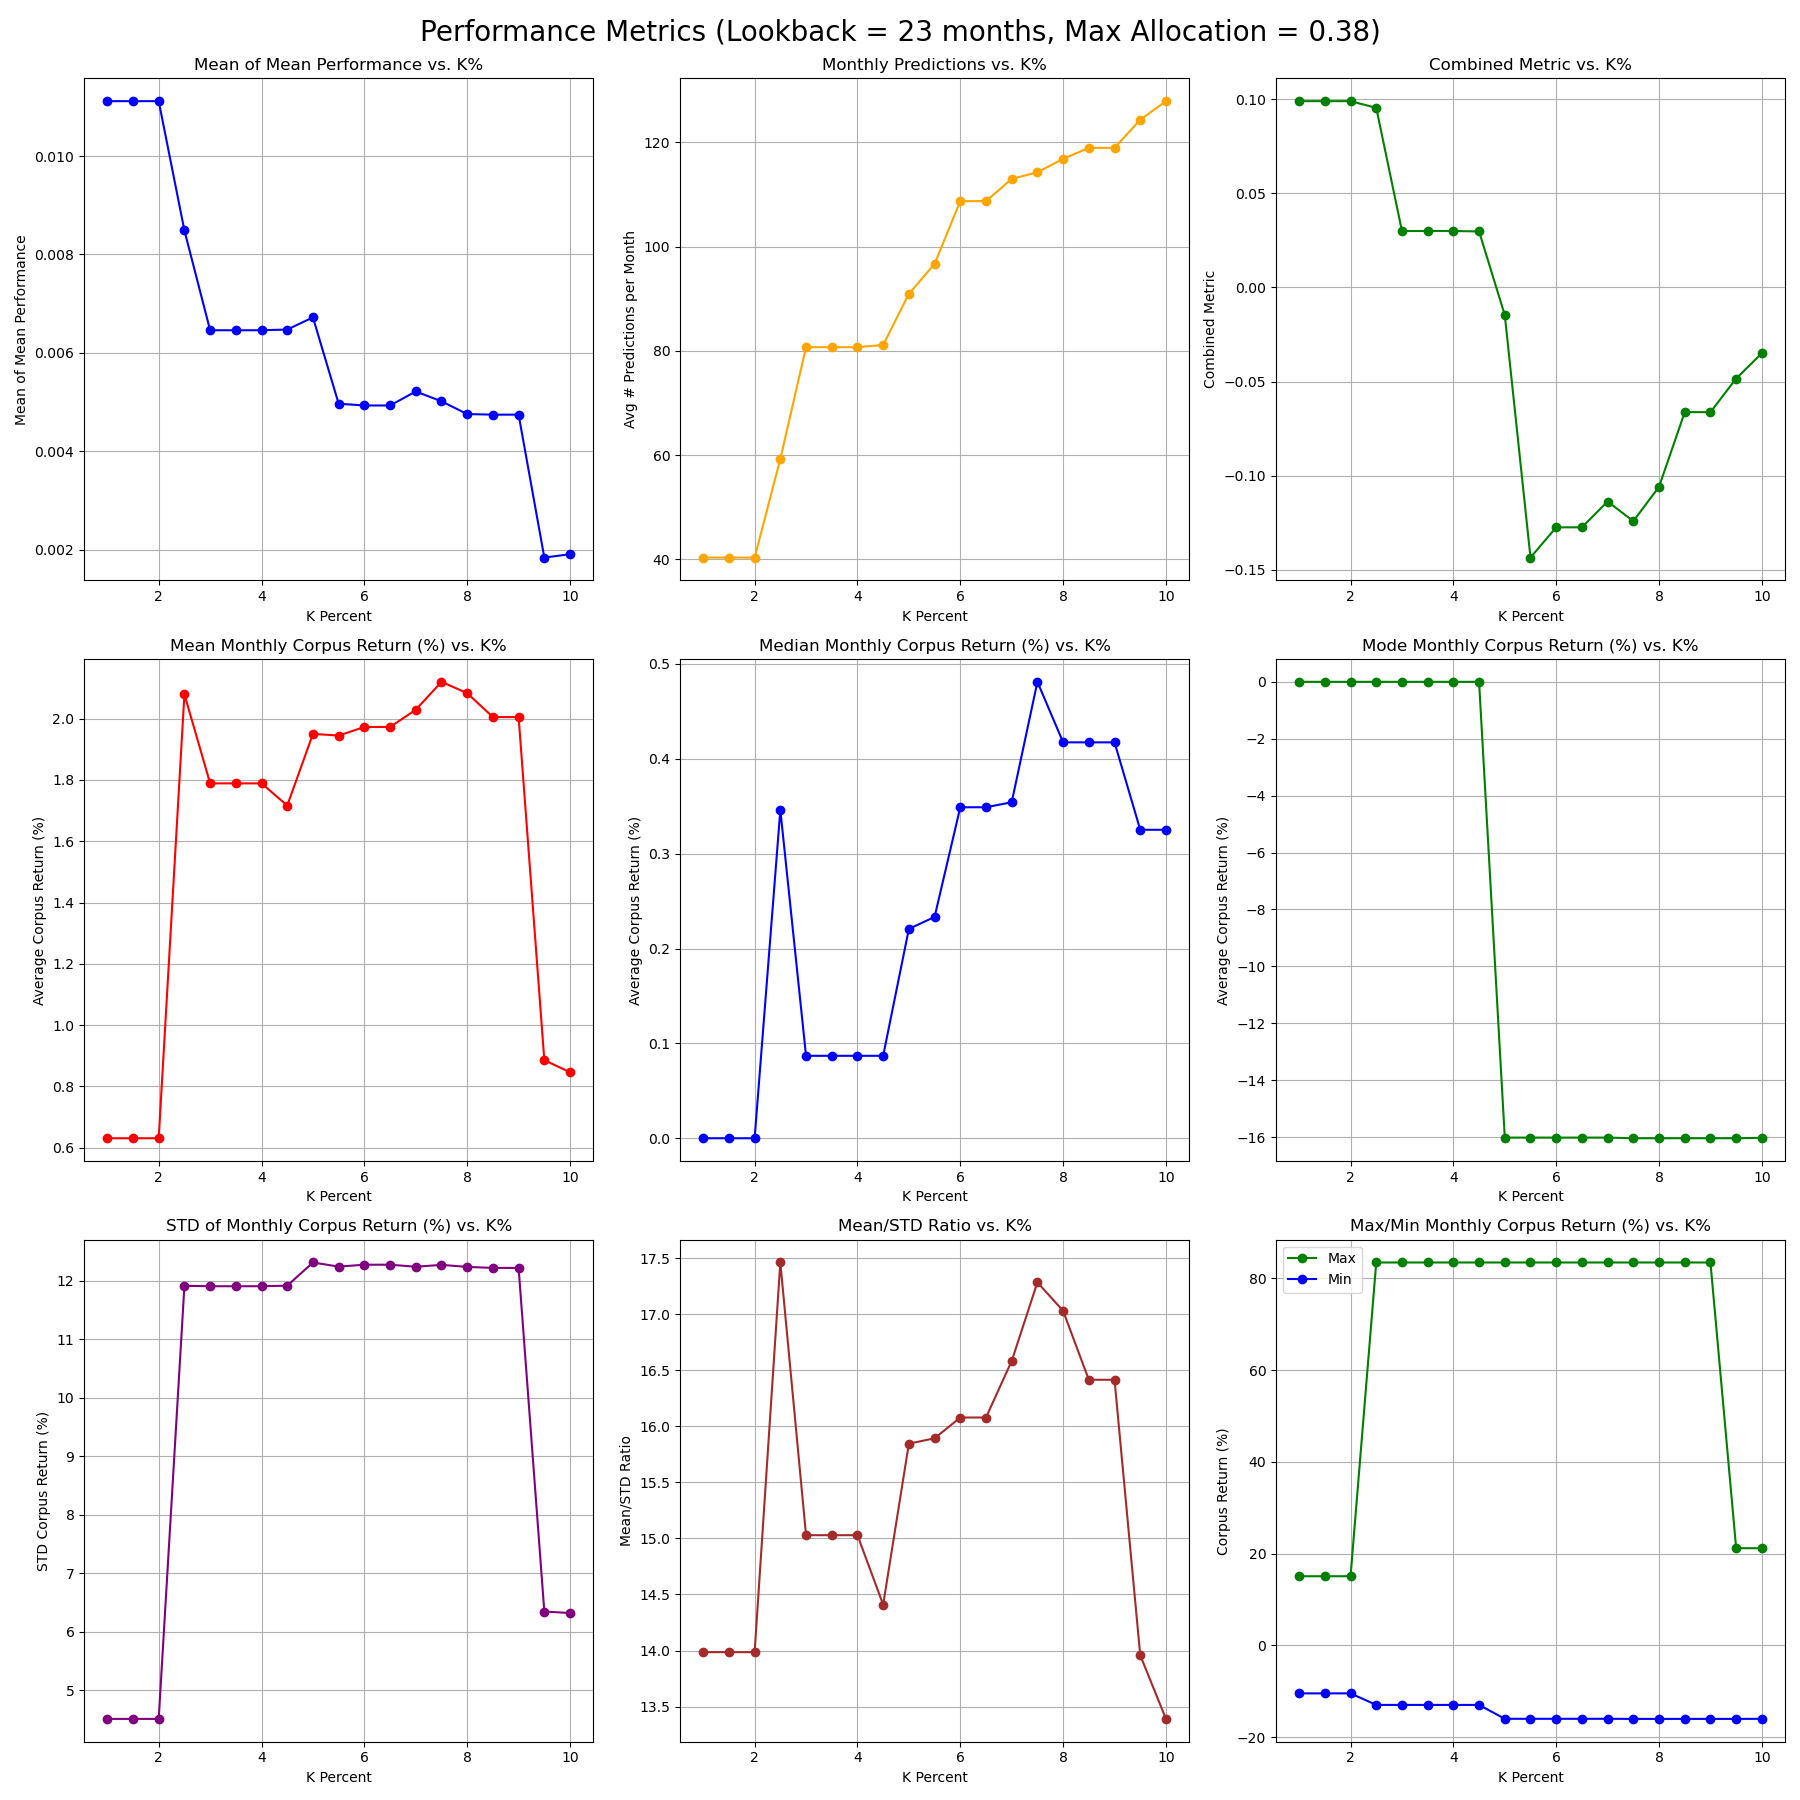 Performance Metrics (Lookback = 23 months, Max Allocation = 0.38)
Mean of Mean Performance vs. K%
Mean of Mean Performance
0.010
0.008
0.006
0.004
0.002
2 4 6 8 10
K Percent
Monthly Predictions vs. K%
Avg # Predictions per Month
120
100
80
60
40
2 4 6 8 10
K Percent
Combined Metric vs. K%
Combined Metric
0.10
0.05
0.00
−0.05
−0.10
−0.15
2 4 6 8 10
K Percent
Mean Monthly Corpus Return (%) vs. K%
Average Corpus Return (%)
2.0
1.8
1.6
1.4
1.2
1.0
0.8
0.6
2 4 6 8 10
K Percent
Median Monthly Corpus Return (%) vs. K%
Average Corpus Return (%)
0.5
0.4
0.3
0.2
0.1
0.0
2 4 6 8 10
K Percent
Mode Monthly Corpus Return (%) vs. K%
Average Corpus Return (%)
0
−2
−4
−6
−8
−10
−12
−14
−16
2 4 6 8 10
K Percent
STD of Monthly Corpus Return (%) vs. K%
STD Corpus Return (%)
12
11
10
9
8
7
6
5
2 4 6 8 10
K Percent
Mean/STD Ratio vs. K%
Mean/STD Ratio
17.5
17.0
16.5
16.0
15.5
15.0
14.5
14.0
13.5
2 4 6 8 10
K Percent
Max/Min Monthly Corpus Return (%) vs. K%
Max
Min
Corpus Return (%)
80
60
40
20
0
−20
2 4 6 8 10
K Percent